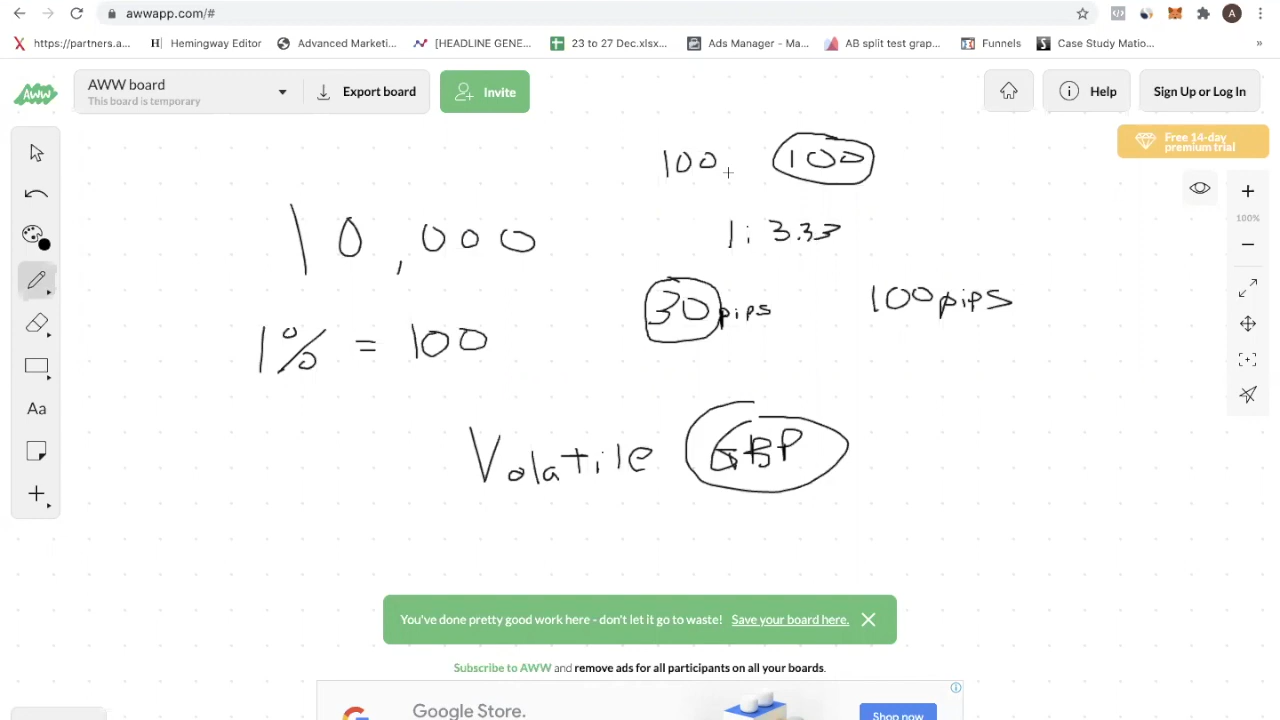 awwapp.com/#
A
https://partners.a...
Hemingway Editor
Advanced Marketi...
[HEADLINE GENE...
23 to 27 Dec.xlsx...
Ads Manager - Ma...
AB split test grap...
Funnels
Case Study Matio...
»
AWW
AWW board
This board is temporary
Export board
Invite
Help
Sign Up or Log In
Free 14-day
premium trial
100%
Aa
100 100
10,000
1:3.33
30pips 100pips
1% = 100
Volatile GBP
You've done pretty good work here - don't let it go to waste! Save your board here.
Subscribe to AWW and remove ads for all participants on all your boards.
Google Store.
Shop now